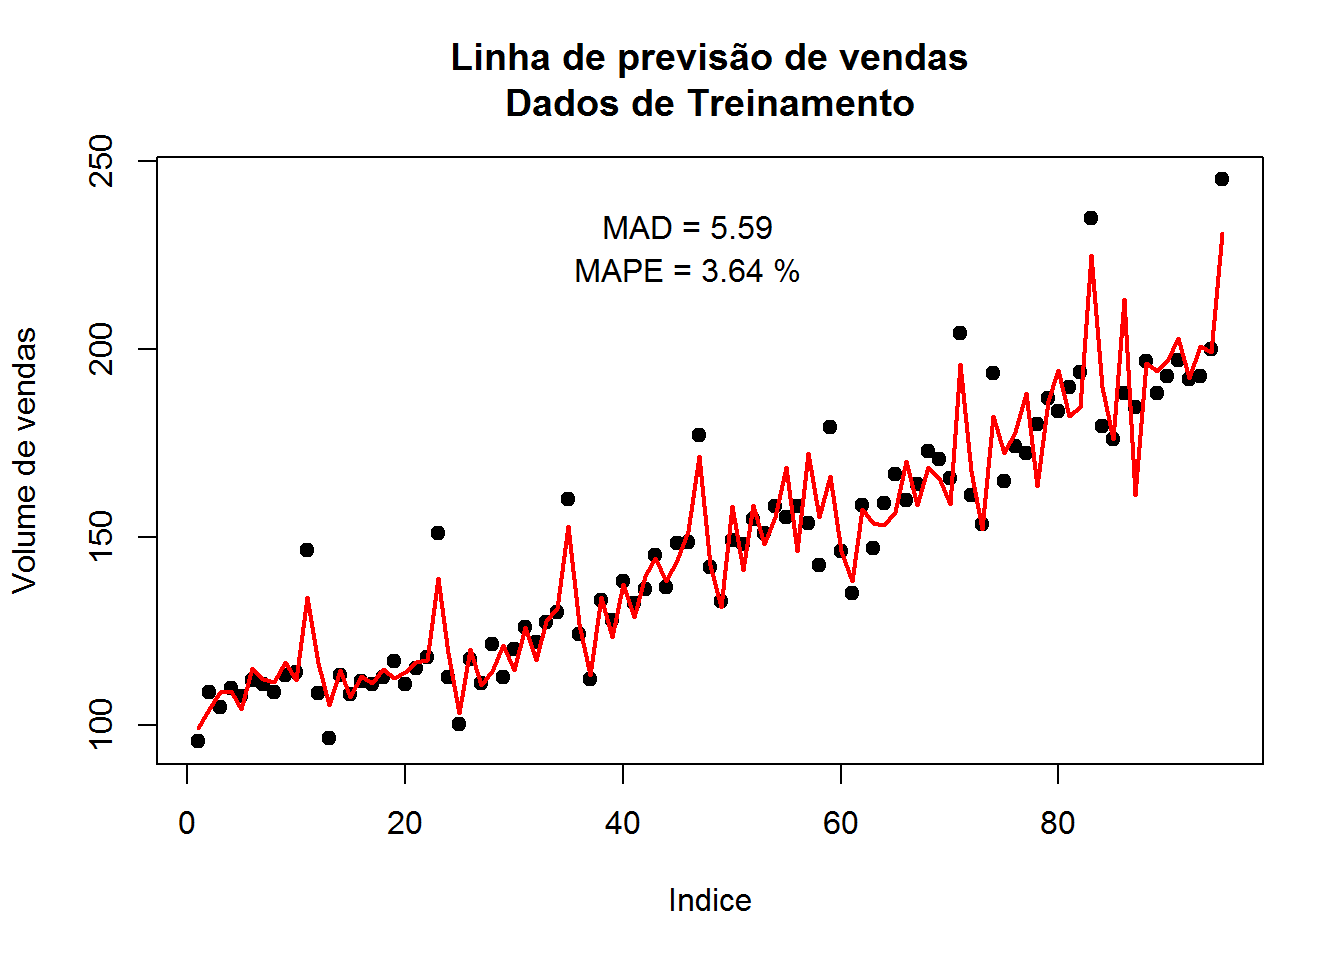 Linha de previsão de vendas
Dados de Treinamento
MAD = 5.59
MAPE = 3.64 %
Volume de vendas
250
200
150
100
0 20 40 60 80
Indice